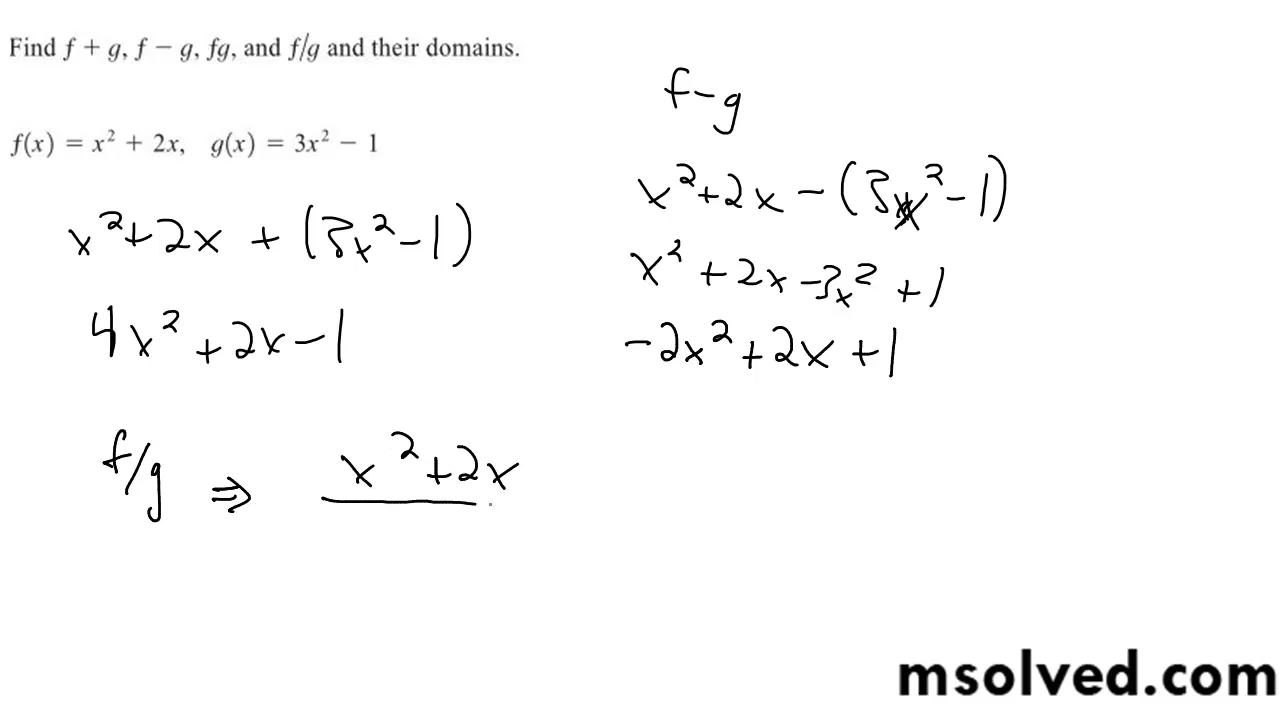 Find f + g, f − g, fg, and f/g and their domains.
f(x) = x² + 2x, g(x) = 3x² − 1
x² + 2x + (3x² − 1)
4x² + 2x − 1
f − g
x² + 2x − (3x² − 1)
x² + 2x − 3x² + 1
−2x² + 2x + 1
f/g ⇒ x² + 2x
msolved.com